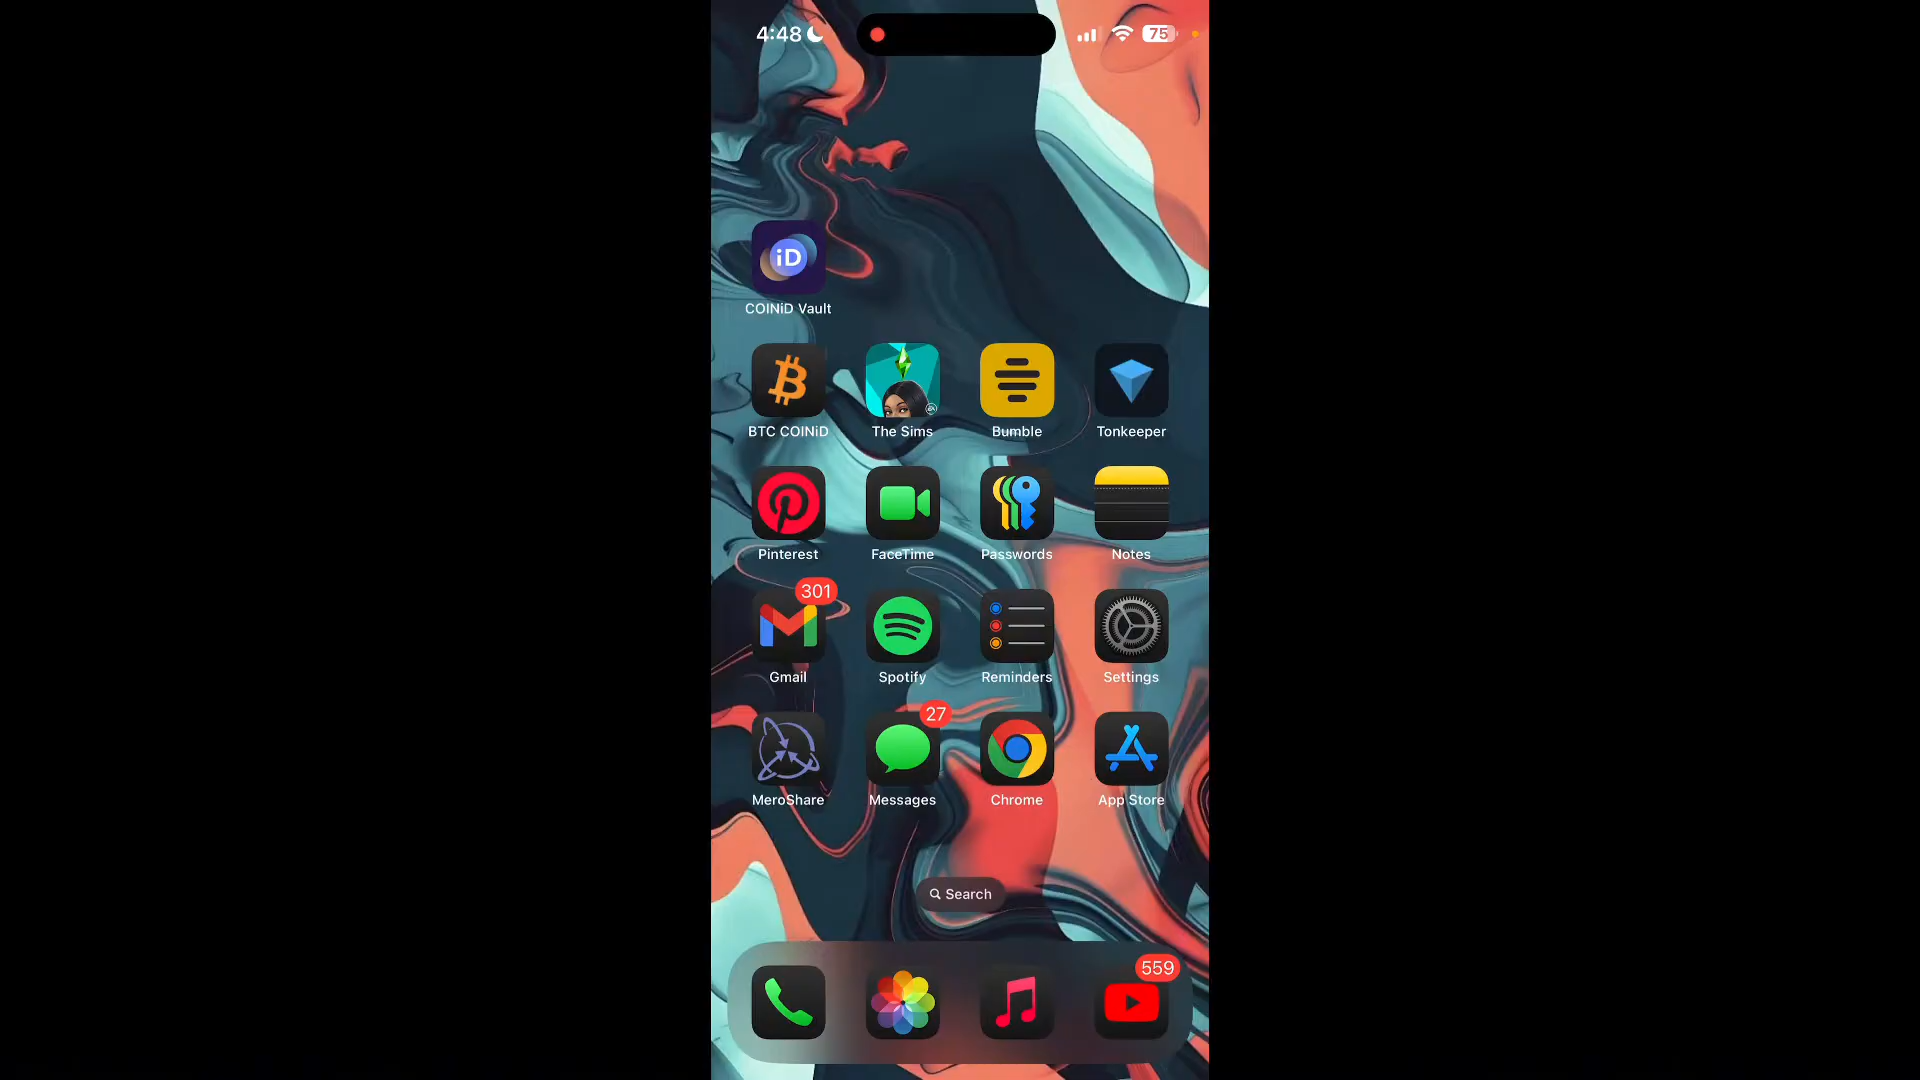 4:48
75
iD
COINiD Vault
BTC COINiD
The Sims
Bumble
Tonkeeper
Pinterest
FaceTime
Passwords
Notes
301
Gmail
Spotify
Reminders
Settings
27
MeroShare
Messages
Chrome
App Store
Search
559